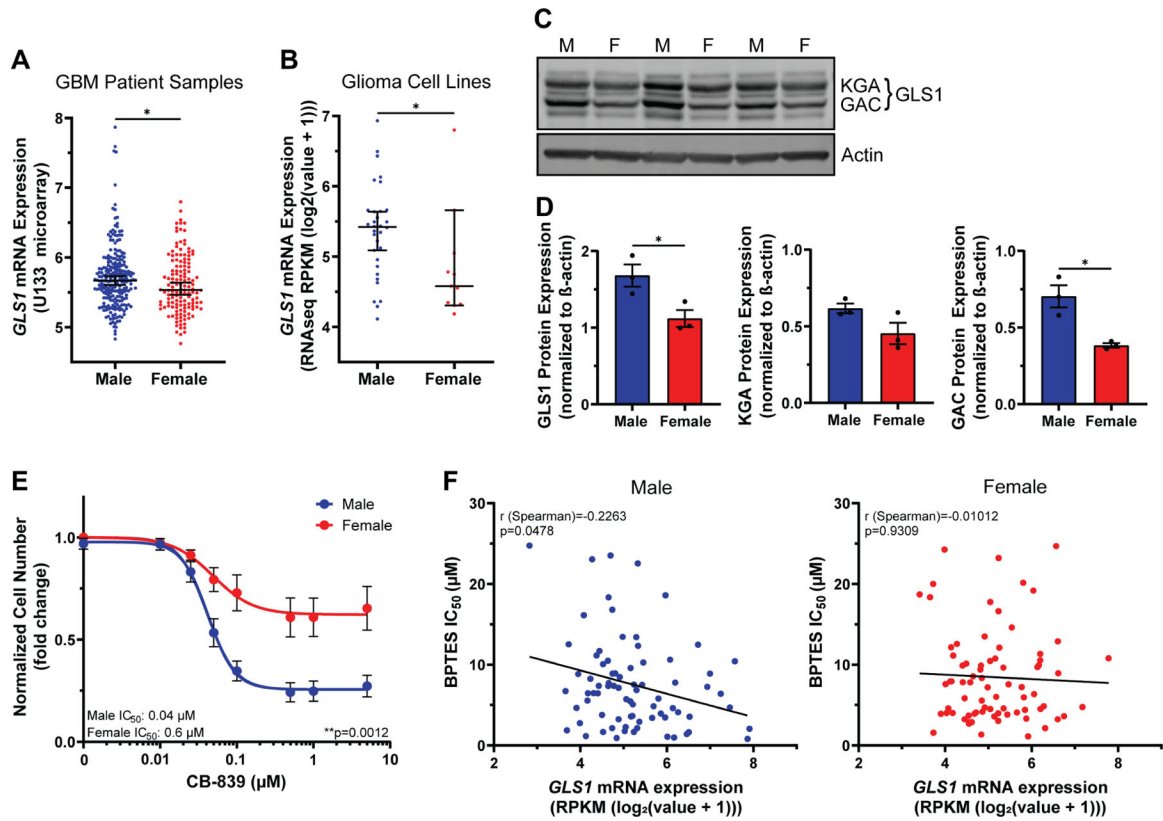 A
GBM Patient Samples
*
GLS1 mRNA Expression
(U133 microarray)
8
7
6
5
Male Female
B
Glioma Cell Lines
*
GLS1 mRNA Expression
(RNAseq RPKM (log2(value + 1)))
7
6
5
4
Male Female
C
M F M F M F
KGA
GAC
GLS1
Actin
D
*
GLS1 Protein Expression
(normalized to ß-actin)
2
1
0
Male Female
KGA Protein Expression
(normalized to ß-actin)
1.0
0.5
0.0
Male Female
*
GAC Protein Expression
(normalized to ß-actin)
1.0
0.5
0.0
Male Female
E
Male
Female
Normalized Cell Number
(fold change)
1.0
0.5
0.0
Male IC₅₀: 0.04 µM
Female IC₅₀: 0.6 µM
**p=0.0012
0 0.01 0.1 1 10
CB-839 (µM)
F
Male
r (Spearman)=-0.2263
p=0.0478
BPTES IC₅₀ (µM)
30
20
10
0
2 4 6 8
GLS1 mRNA expression
(RPKM (log₂(value + 1)))
Female
r (Spearman)=-0.01012
p=0.9309
BPTES IC₅₀ (µM)
30
20
10
0
2 4 6 8
GLS1 mRNA expression
(RPKM (log₂(value + 1)))